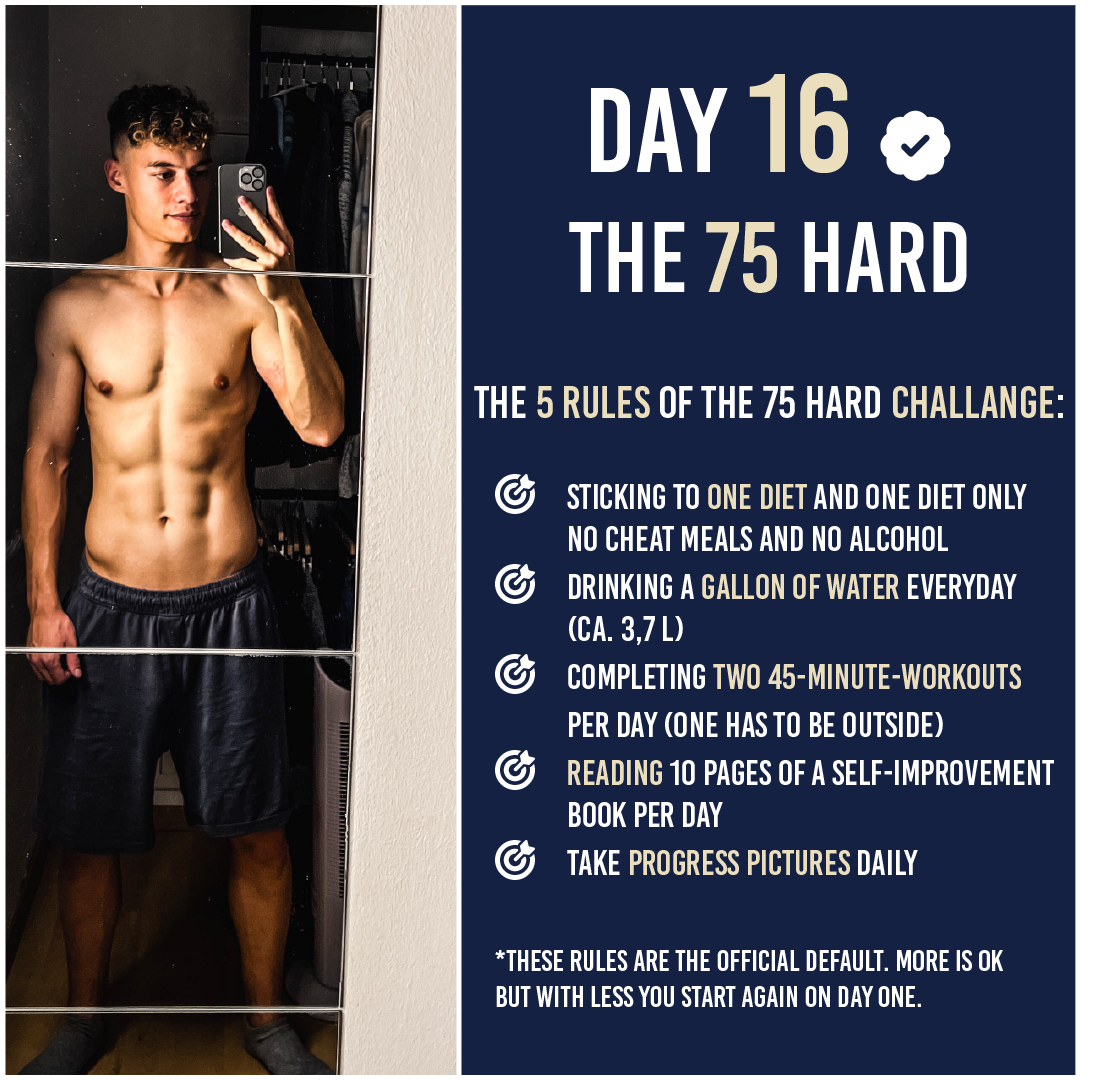 DAY 16
THE 75 HARD
THE 5 RULES OF THE 75 HARD CHALLANGE:
STICKING TO ONE DIET AND ONE DIET ONLY
NO CHEAT MEALS AND NO ALCOHOL
DRINKING A GALLON OF WATER EVERYDAY
(CA. 3,7 L)
COMPLETING TWO 45-MINUTE-WORKOUTS
PER DAY (ONE HAS TO BE OUTSIDE)
READING 10 PAGES OF A SELF-IMPROVEMENT
BOOK PER DAY
TAKE PROGRESS PICTURES DAILY
*THESE RULES ARE THE OFFICIAL DEFAULT. MORE IS OK
BUT WITH LESS YOU START AGAIN ON DAY ONE.